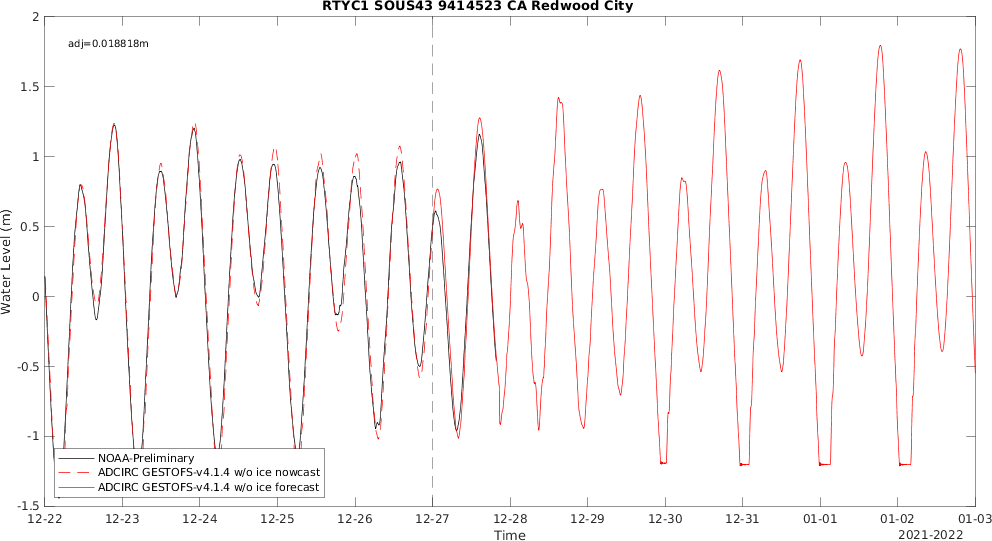 RTYC1 SOUS43 9414523 CA Redwood City
adj=0.018818m
2
1.5
1
0.5
0
-0.5
-1
-1.5
Water Level (m)
NOAA-Preliminary
ADCIRC GESTOFS-v4.1.4 w/o ice nowcast
ADCIRC GESTOFS-v4.1.4 w/o ice forecast
12-22 12-23 12-24 12-25 12-26 12-27 12-28 12-29 12-30 12-31 01-01 01-02 01-03
Time
2021-2022